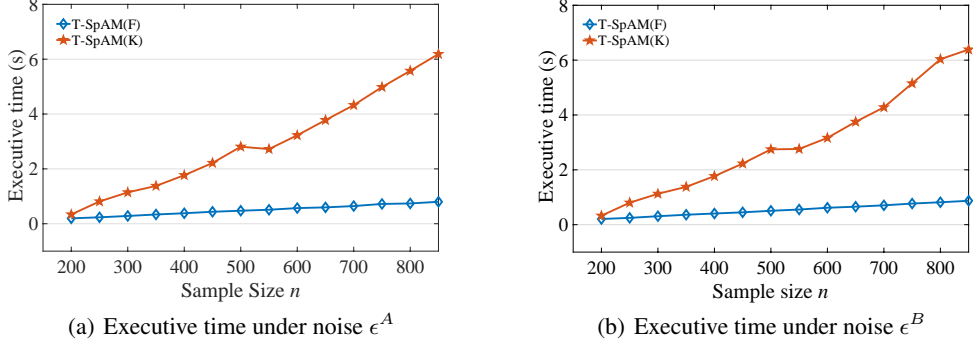 8
6
4
2
0
Executive time (s)
T-SpAM(F)
T-SpAM(K)
200 300 400 500 600 700 800
Sample Size n
(a) Executive time under noise ϵ^A
8
6
4
2
0
Executive time (s)
T-SpAM(F)
T-SpAM(K)
200 300 400 500 600 700 800
Sample size n
(b) Executive time under noise ϵ^B